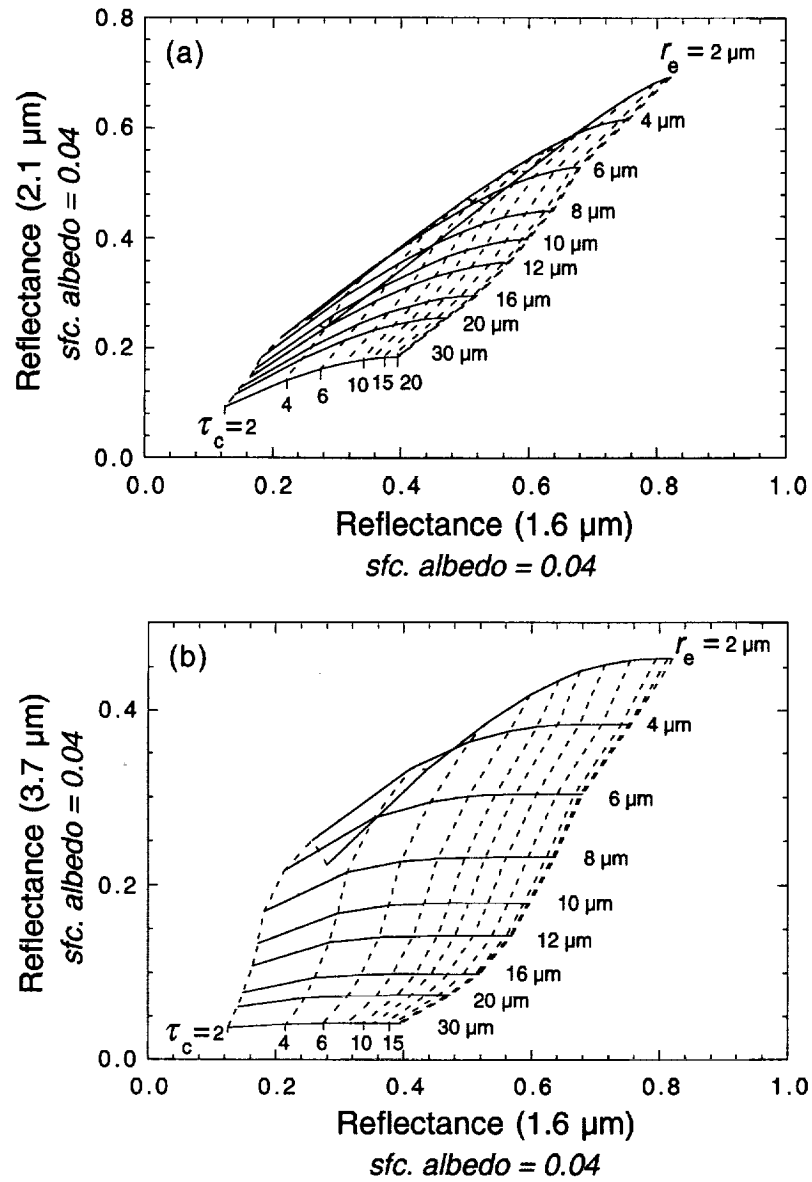 (a)
r_e = 2 µm
4 µm
6 µm
8 µm
10 µm
12 µm
16 µm
20 µm
30 µm
4 6 10 15 20
τ_c=2
0.8
0.6
0.4
0.2
0.0
Reflectance (2.1 µm)
sfc. albedo = 0.04
0.0 0.2 0.4 0.6 0.8 1.0
Reflectance (1.6 µm)
sfc. albedo = 0.04
(b)
r_e = 2 µm
4 µm
6 µm
8 µm
10 µm
12 µm
16 µm
20 µm
30 µm
τ_c=2
4 6 10 15
0.4
0.2
0.0
Reflectance (3.7 µm)
sfc. albedo = 0.04
0.0 0.2 0.4 0.6 0.8 1.0
Reflectance (1.6 µm)
sfc. albedo = 0.04